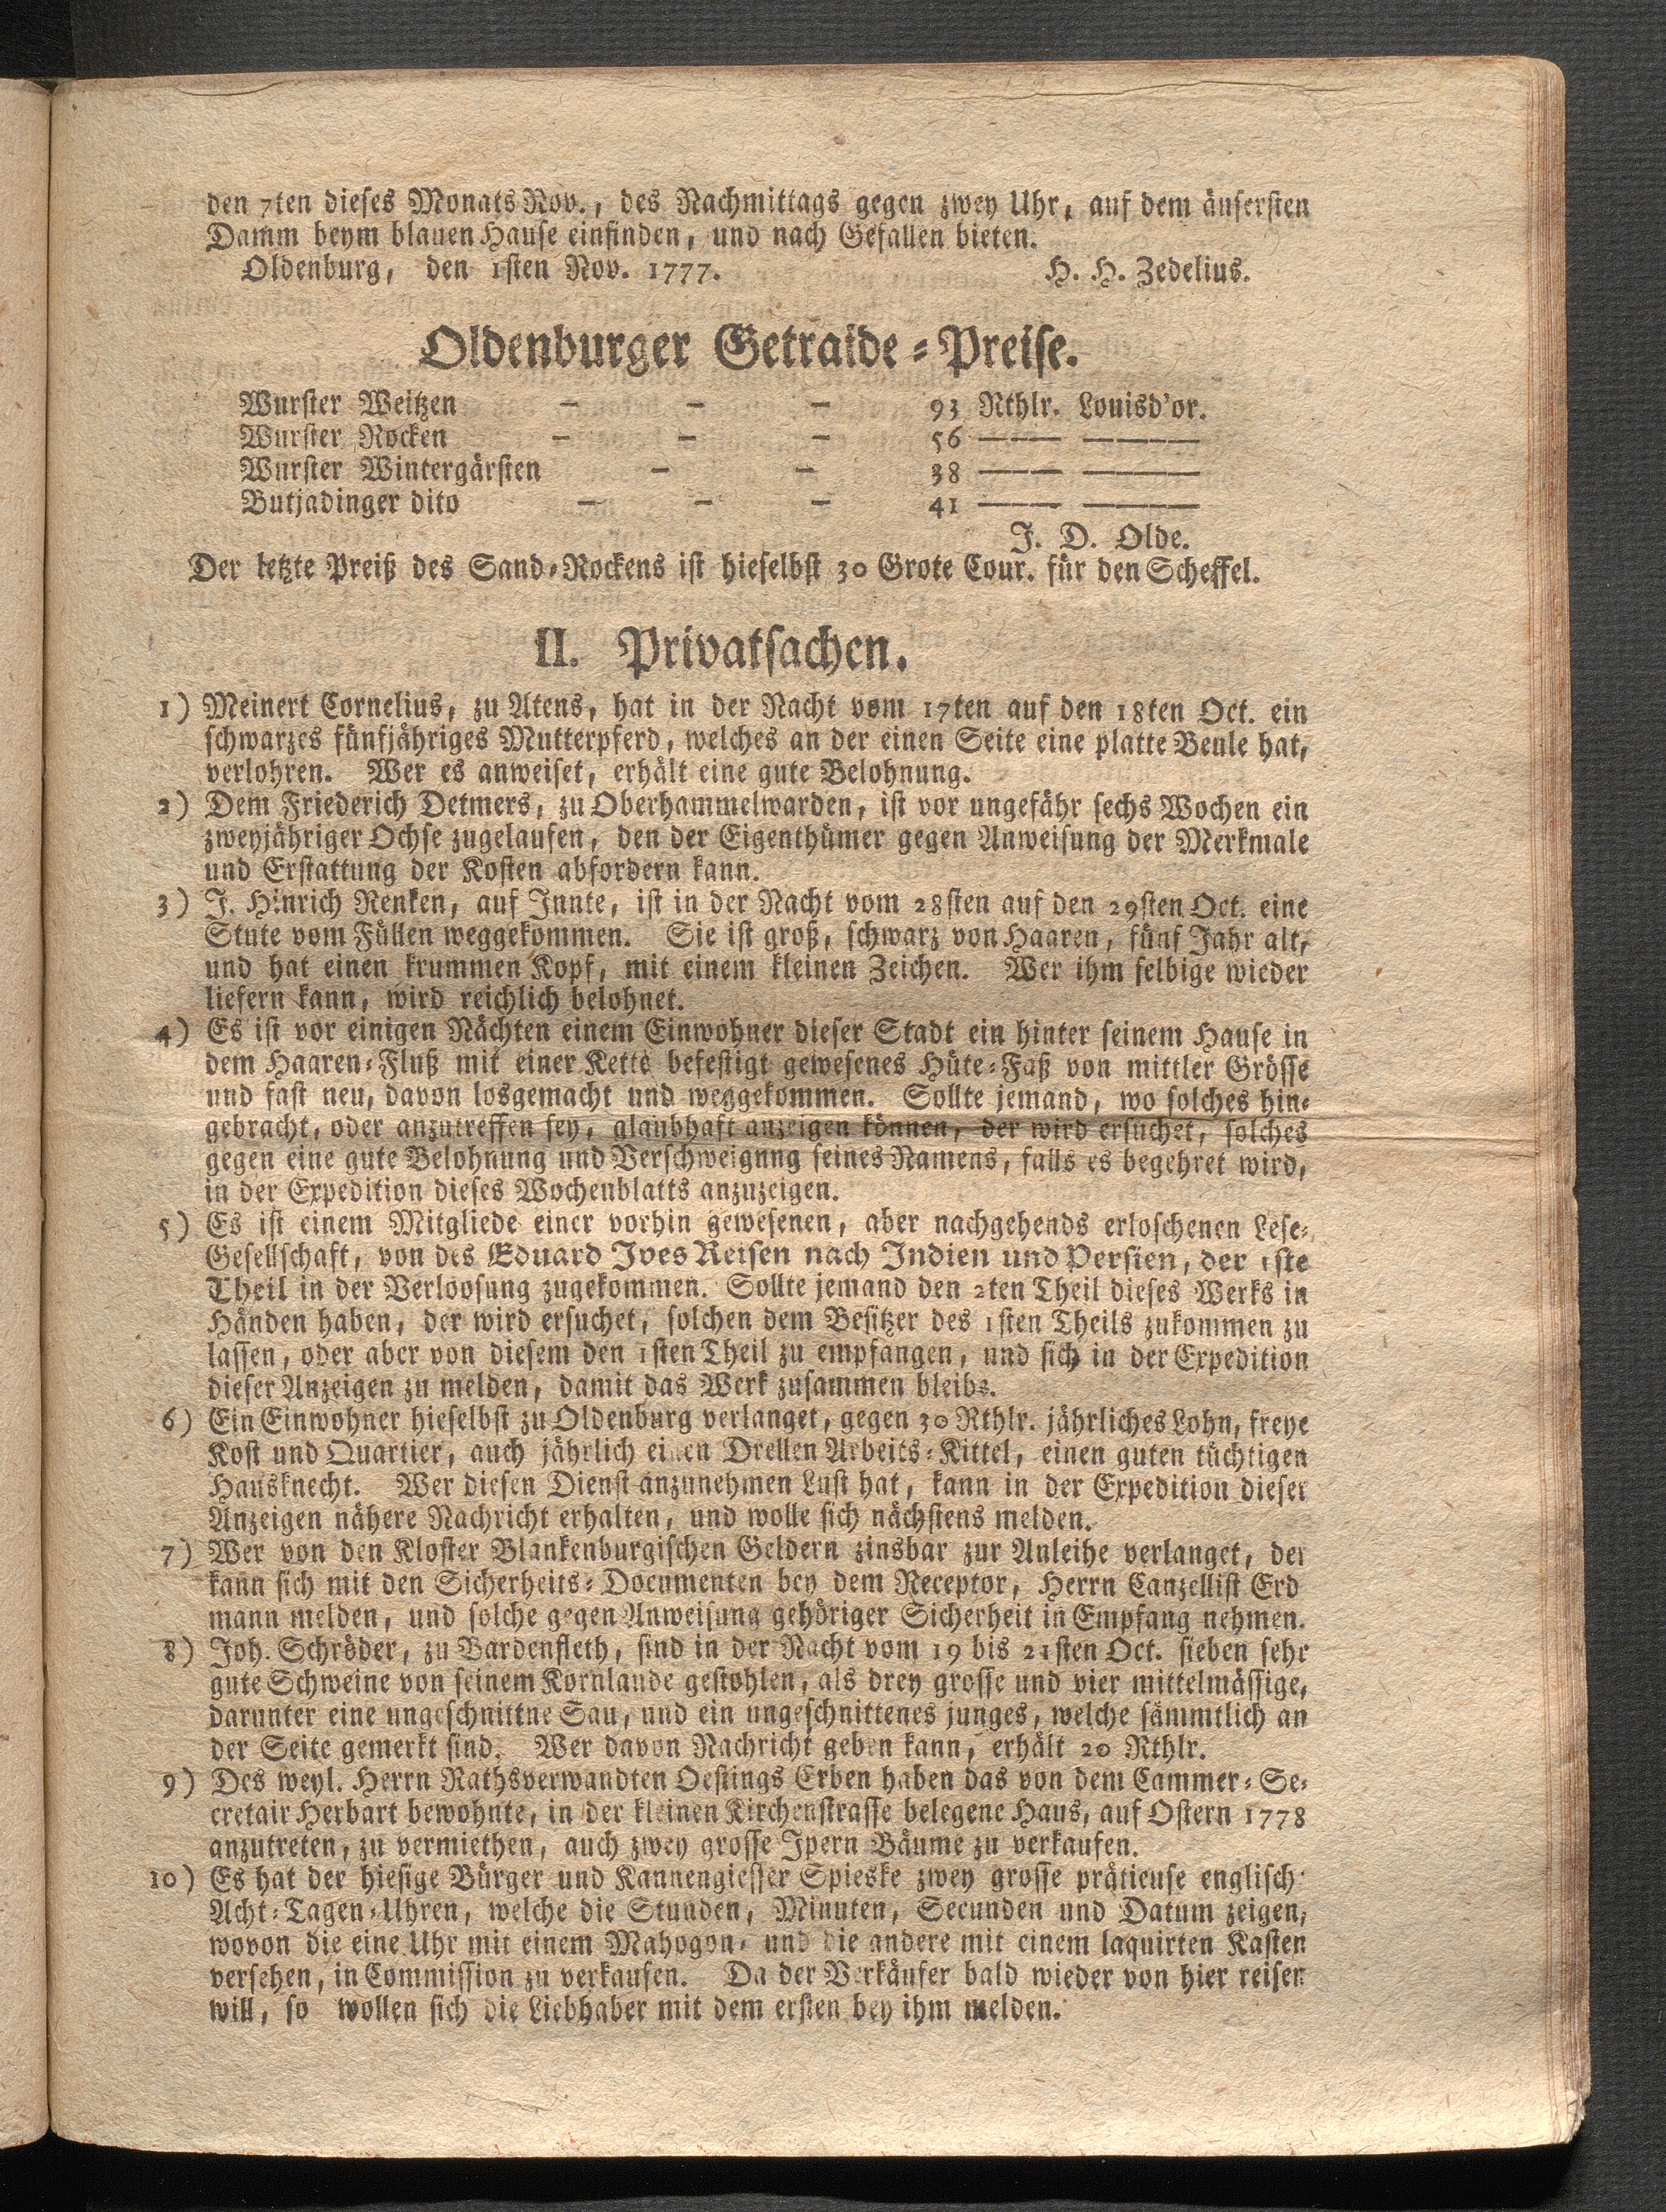 den 7ten dieses Monats Nov., des Nachmittags gegen zwey Uhr, auf dem äusersten
Damm beym blauen Hause einfinden, und nach Gefallen bieten.
Oldenburg, den 1sten Nov. 1777. H. H. Zedelius.
Oldenburger Getraide-Preise.
Wurster Weitzen — — — 93 Rthlr. Louisd'or.
Wurster Rocken — — — 56 ——— ————
Wurster Wintergärsten — — 38 ——— ————
Butjadinger dito — — — 41 ——— ————
J. D. Olde.
Der letzte Preiß des Sand-Rockens ist hieselbst 30 Grote Cour. für den Scheffel.
II. Privatsachen.
1) Meinert Cornelius, zu Atens, hat in der Nacht vom 17ten auf den 18ten Oct. ein
schwarzes fünfjähriges Mutterpferd, welches an der einen Seite eine platte Beule hat,
verlohren. Wer es anweiset, erhält eine gute Belohnung.
2) Dem Friederich Detmers, zu Oberhammelwarden, ist vor ungefähr sechs Wochen ein
zweyjähriger Ochse zugelaufen, den der Eigenthümer gegen Anweisung der Merkmale
und Erstattung der Kosten abfordern kann.
3) J. Hinrich Renken, auf Innte, ist in der Nacht vom 28sten auf den 29sten Oct. eine
Stute vom Füllen weggekommen. Sie ist groß, schwarz von Haaren, fünf Jahr alt,
und hat einen krummen Kopf, mit einem kleinen Zeichen. Wer ihm selbige wieder
liefern kann, wird reichlich belohnet.
4) Es ist vor einigen Nächten einem Einwohner dieser Stadt ein hinter seinem Hause in
dem Haaren-Fluß mit einer Kette befestigt gewesenes Hüte-Faß von mittler Grösse
und fast neu, davon losgemacht und weggekommen. Sollte jemand, wo solches hin-
gebracht, oder anzutreffen sey, glaubhaft anzeigen können, der wird ersuchet, solches
gegen eine gute Belohnung und Verschweigung seines Namens, falls es begehret wird,
in der Expedition dieses Wochenblatts anzuzeigen.
5) Es ist einem Mitgliede einer vorhin gewesenen, aber nachgehends erloschenen Lese-
Gesellschaft, von des Eduard Ives Reisen nach Indien und Persien, der 1ste
Theil in der Verloosung zugekommen. Sollte jemand den 2ten Theil dieses Werks in
Händen haben, der wird ersuchet, solchen dem Besitzer des 1sten Theils zukommen zu
lassen, oder aber von diesem den 1sten Theil zu empfangen, und sich in der Expedition
dieser Anzeigen zu melden, damit das Werk zusammen bleibe.
6) Ein Einwohner hieselbst zu Oldenburg verlanget, gegen 30 Rthlr. jährliches Lohn, freye
Kost und Quartier, auch jährlich einen Drellen Arbeits-Kittel, einen guten tüchtigen
Hausknecht. Wer diesen Dienst anzunehmen Lust hat, kann in der Expedition dieser
Anzeigen nähere Nachricht erhalten, und wolle sich nächstens melden.
7) Wer von den Kloster Blankenburgischen Geldern zinsbar zur Anleihe verlanget, der
kann sich mit den Sicherheits-Documenten bey dem Receptor, Herrn Canzellist Erd
mann melden, und solche gegen Anweisung gehöriger Sicherheit in Empfang nehmen.
8) Joh. Schröder, zu Bardenfleth, sind in der Nacht vom 19 bis 21sten Oct. sieben sehr
gute Schweine von seinem Kornlande gestohlen, als drey grosse und vier mittelmässige,
darunter eine ungeschnittne Sau, und ein ungeschnittenes junges, welche sämmtlich an
der Seite gemerkt sind. Wer davon Nachricht geben kann, erhält 20 Rthlr.
9) Des weyl. Herrn Rathsverwandten Oestings Erben haben das von dem Cammer-Se-
cretair Herbart bewohnte, in der kleinen Kirchenstrasse belegene Haus, auf Ostern 1778
anzutreten, zu vermiethen, auch zwey grosse Ipern Bäume zu verkaufen.
10) Es hat der hiesige Bürger und Kannengiesser Spieske zwey grosse prätieuse englisch
Acht-Tagen-Uhren, welche die Stunden, Minuten, Secunden und Datum zeigen,
wovon die eine Uhr mit einem Mahogon- und die andere mit einem laquirten Kasten
versehen, in Commission zu verkaufen. Da der Verkäufer bald wieder von hier reisen
will, so wollen sich die Liebhaber mit dem ersten bey ihm melden.